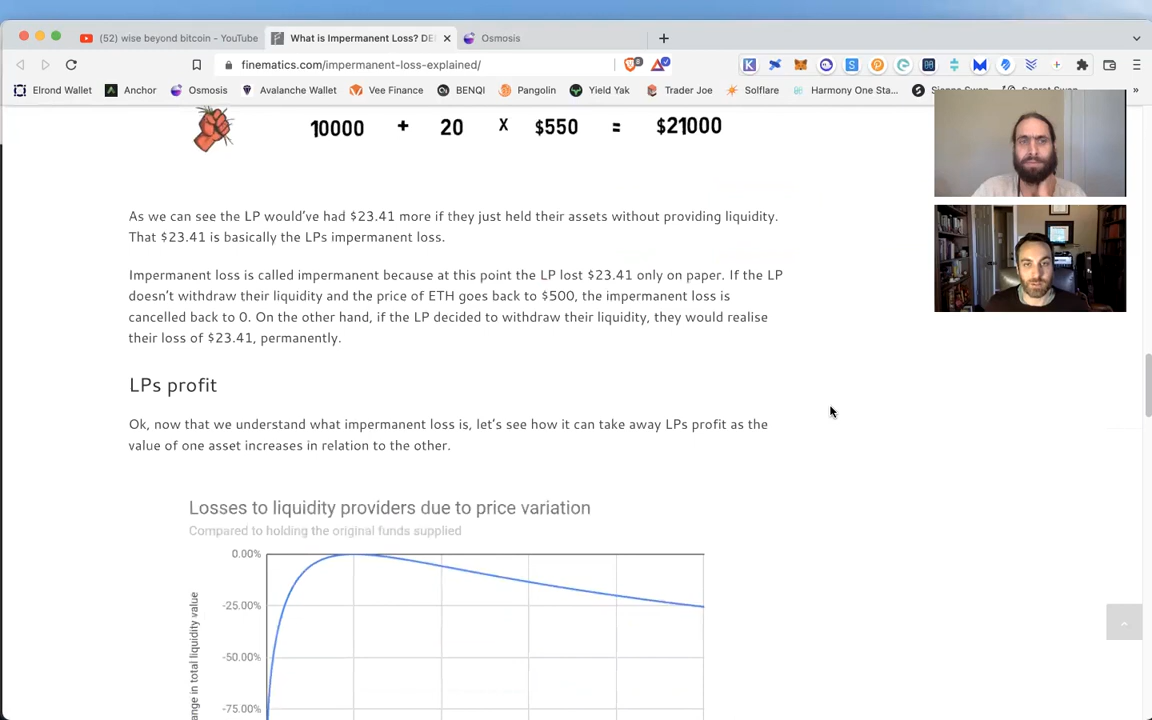 (52) wise beyond bitcoin - YouTube
What is Impermanent Loss? DE
Osmosis
finematics.com/impermanent-loss-explained/
Elrond Wallet
Anchor
Osmosis
Avalanche Wallet
Vee Finance
BENQI
Pangolin
Yield Yak
Trader Joe
Solflare
Harmony One Sta...
10000 + 20 X $550 = $21000
As we can see the LP would've had $23.41 more if they just held their assets without providing liquidity.
That $23.41 is basically the LPs impermanent loss.
Impermanent loss is called impermanent because at this point the LP lost $23.41 only on paper. If the LP
doesn't withdraw their liquidity and the price of ETH goes back to $500, the impermanent loss is
cancelled back to 0. On the other hand, if the LP decided to withdraw their liquidity, they would realise
their loss of $23.41, permanently.
LPs profit
Ok, now that we understand what impermanent loss is, let's see how it can take away LPs profit as the
value of one asset increases in relation to the other.
Losses to liquidity providers due to price variation
Compared to holding the original funds supplied
0.00%
-25.00%
-50.00%
-75.00%
in total liquidity value